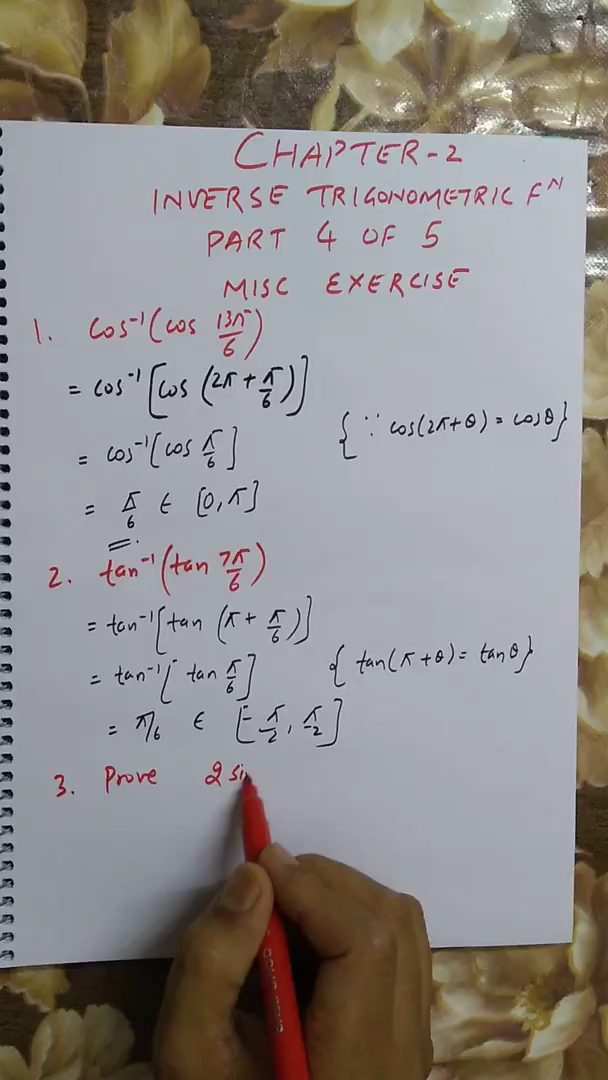 CHAPTER-2
INVERSE TRIGONOMETRIC Fᴺ
PART 4 OF 5
MISC EXERCISE
1. Cos⁻¹(cos 13π/6)
= cos⁻¹[cos (2π + π/6)]
= cos⁻¹[cos π/6] {∵ cos(2π+θ) = cosθ}
= π/6 ∈ [0, π]
2. tan⁻¹(tan 7π/6)
= tan⁻¹[tan (π + π/6)]
= tan⁻¹[tan π/6] {tan(π+θ) = tanθ}
= π/6 ∈ [-π/2, π/2]
3. Prove 2 si